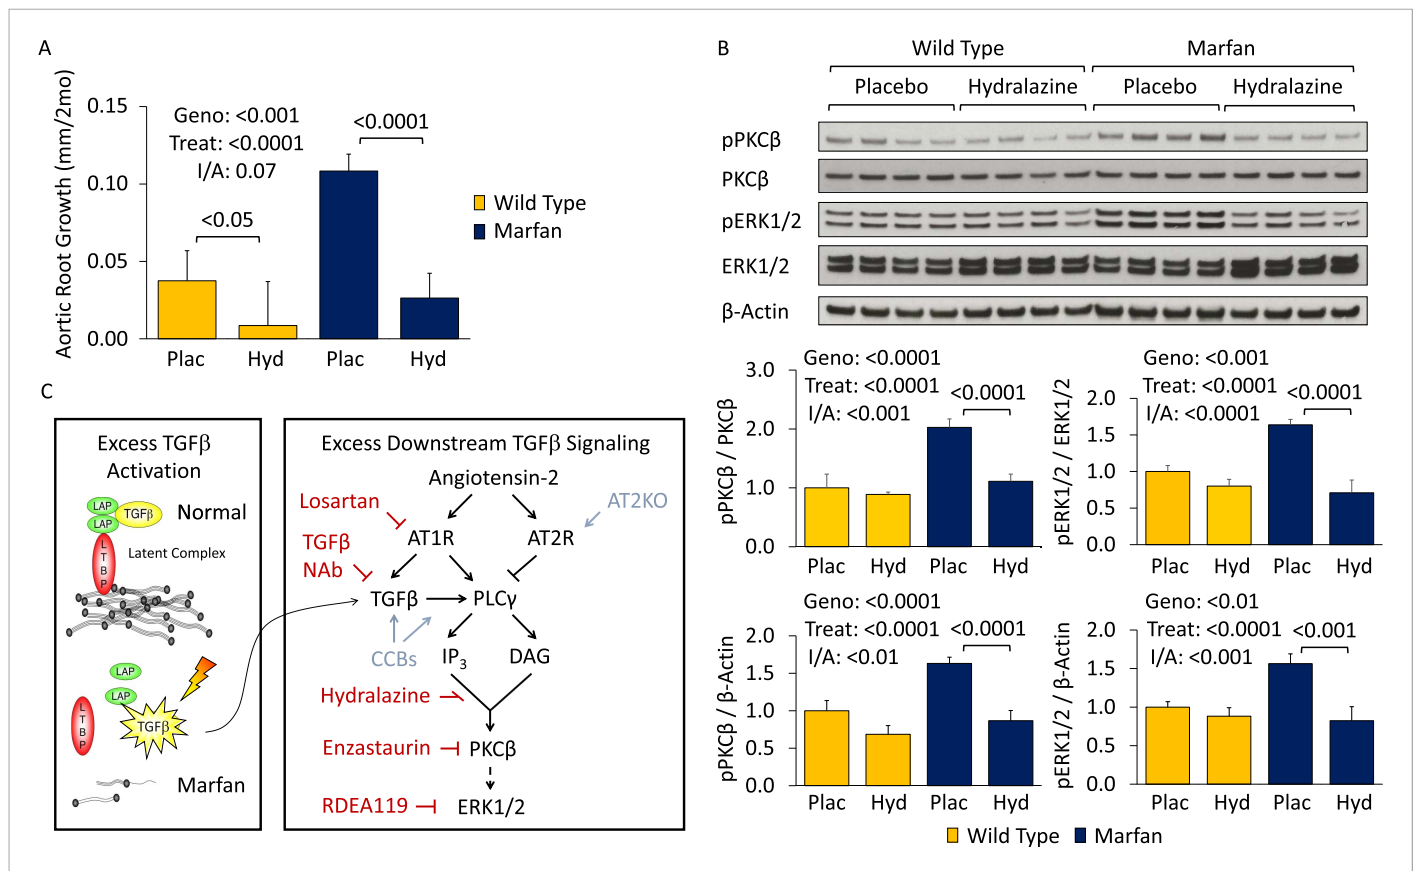 A
Aortic Root Growth (mm/2mo)
0.15
0.10
0.05
0.00
Geno: <0.001
Treat: <0.0001
I/A: 0.07
<0.05
<0.0001
Plac Hyd Plac Hyd
Wild Type
Marfan
B
Wild Type Marfan
Placebo Hydralazine Placebo Hydralazine
pPKCβ
PKCβ
pERK1/2
ERK1/2
β-Actin
pPKCβ / PKCβ
3.0
2.0
1.0
0.0
Geno: <0.0001
Treat: <0.0001
I/A: <0.001
<0.0001
Plac Hyd Plac Hyd
pERK1/2 / ERK1/2
2.0
1.5
1.0
0.5
0.0
Geno: <0.001
Treat: <0.0001
I/A: <0.0001
<0.0001
Plac Hyd Plac Hyd
pPKCβ / β-Actin
2.0
1.5
1.0
0.5
0.0
Geno: <0.0001
Treat: <0.0001
I/A: <0.01
<0.0001
Plac Hyd Plac Hyd
pERK1/2 / β-Actin
2.0
1.5
1.0
0.5
0.0
Geno: <0.01
Treat: <0.0001
I/A: <0.001
<0.001
Plac Hyd Plac Hyd
Wild Type Marfan
C
Excess TGFβ
Activation
LAP
LAP
TGFβ
Normal
LTBP
Latent Complex
LAP
LAP
LTBP
TGFβ
Marfan
Excess Downstream TGFβ Signaling
Angiotensin-2
Losartan
AT2KO
AT1R
AT2R
TGFβ
NAb
TGFβ
PLCγ
CCBs
IP3
DAG
Hydralazine
Enzastaurin
PKCβ
RDEA119
ERK1/2